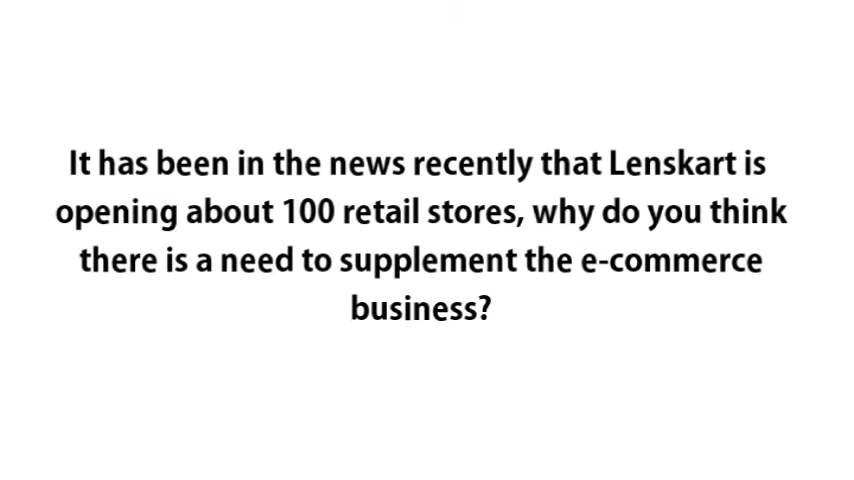 It has been in the news recently that Lenskart is
opening about 100 retail stores, why do you think
there is a need to supplement the e-commerce
business?